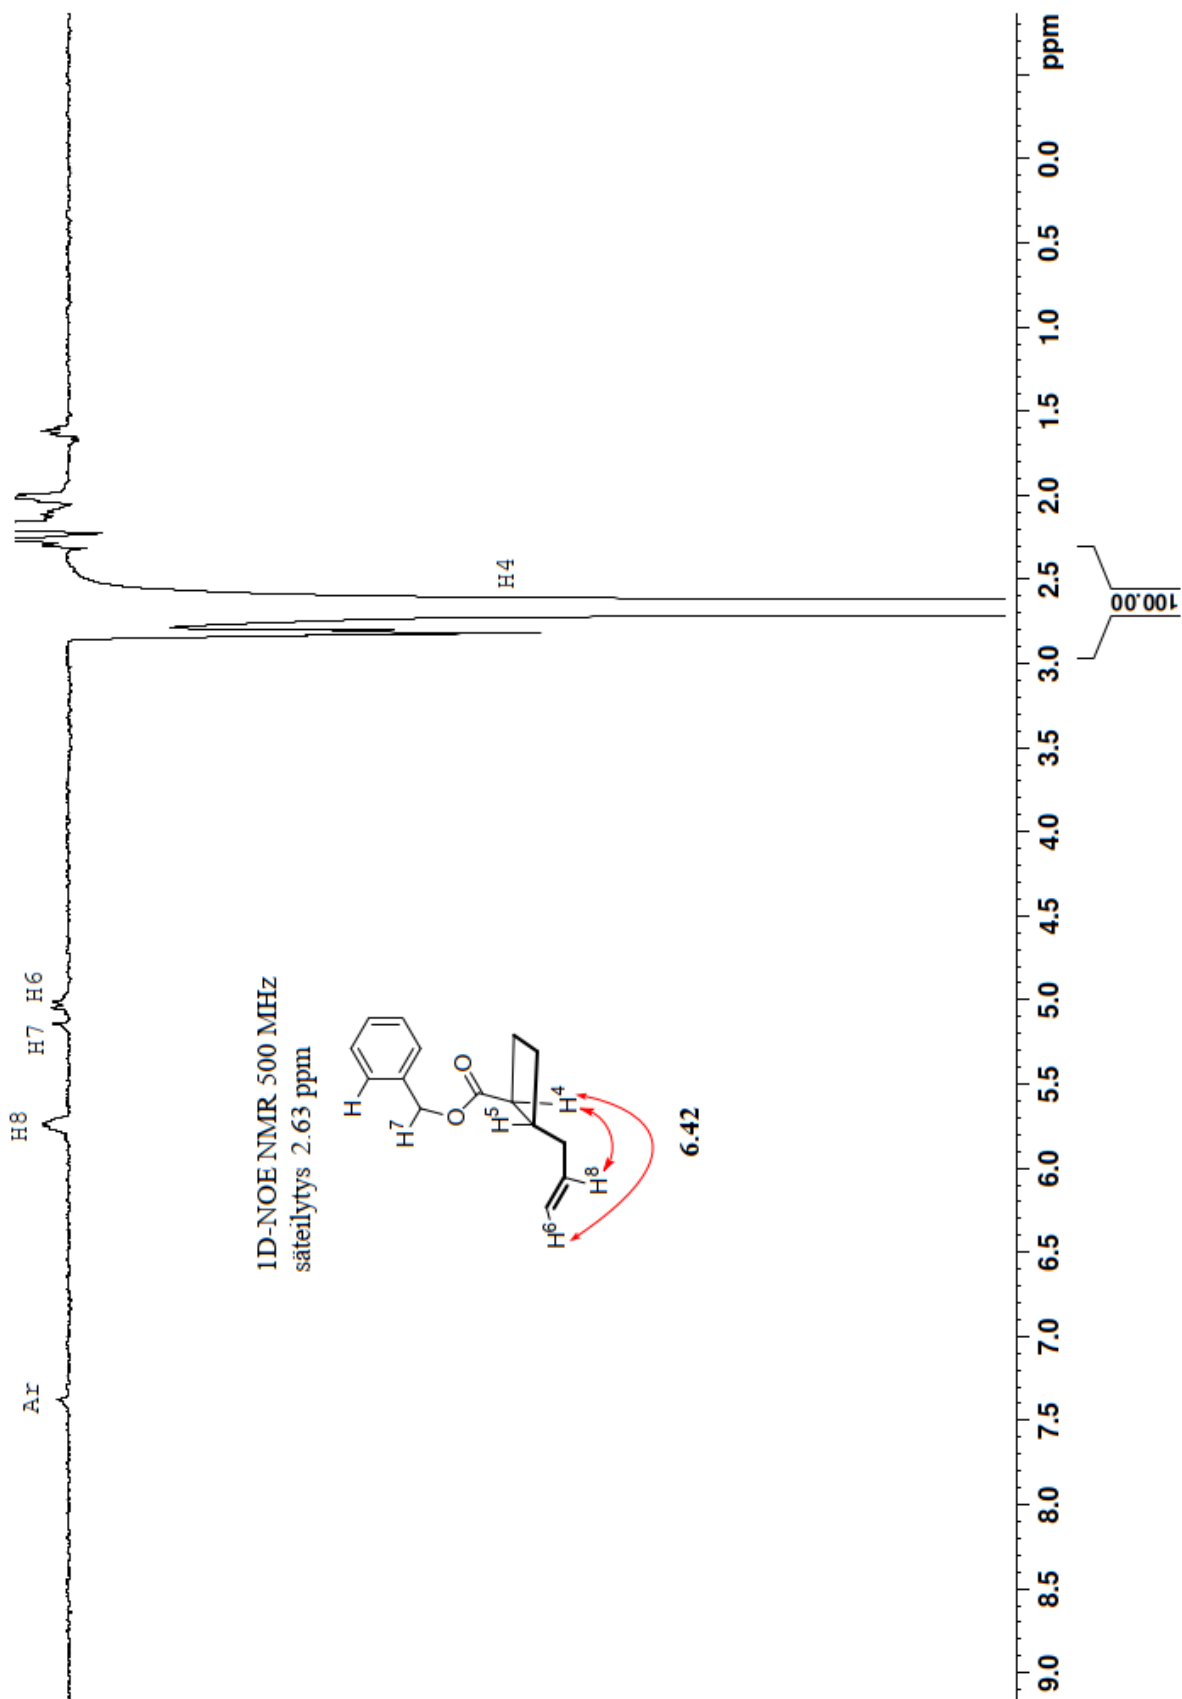 Ar
H8
H7
H6
1D-NOE NMR 500 MHz
säteilytys 2.63 ppm
H
H7
O
O
H5
H4
H8
H6
6.42
H4
9.0 8.5 8.0 7.5 7.0 6.5 6.0 5.5 5.0 4.5 4.0 3.5 3.0 2.5 2.0 1.5 1.0 0.5 0.0 ppm
100.00